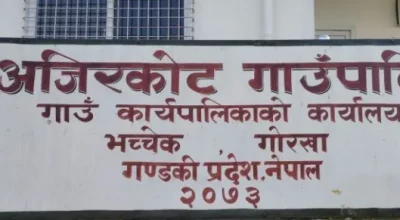 अजिरकोट गाउँपालि
गाउँ कार्यपालिकाको कार्यालय
भच्चेक, गोरखा
गण्डकी प्रदेश.नेपाल
२०७३